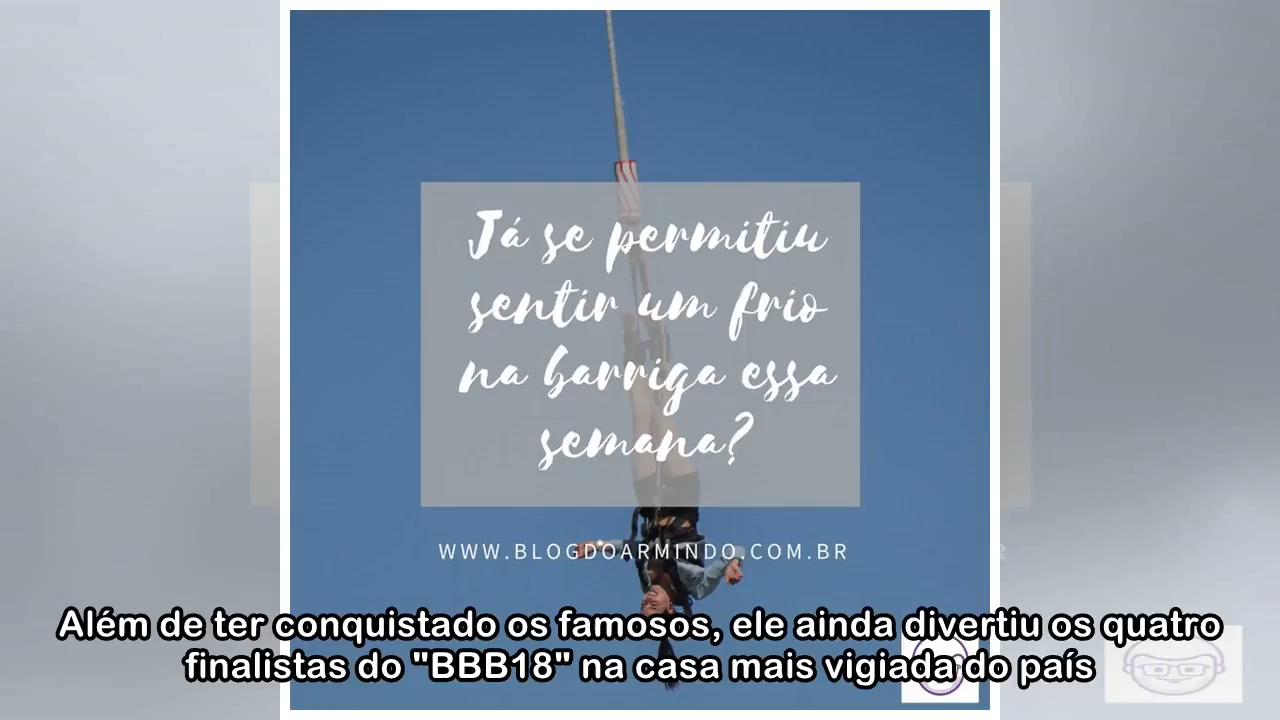 Já se permitiu
sentir um frio
na barriga essa
semana?
WWW.BLOGDOARMINDO.COM.BR
Além de ter conquistado os famosos, ele ainda divertiu os quatro
finalistas do "BBB18" na casa mais vigiada do país